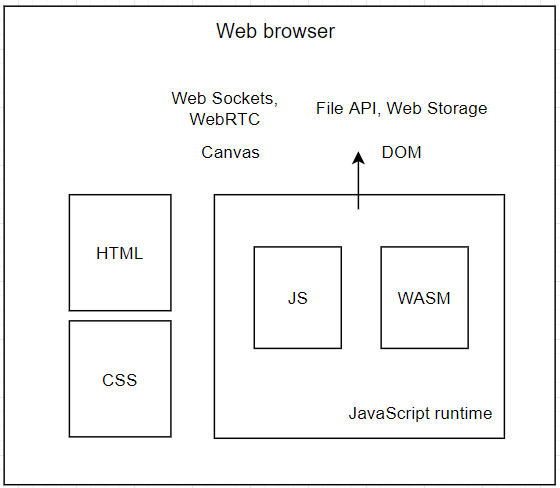 Web browser
Web Sockets,
WebRTC
File API, Web Storage
Canvas
DOM
HTML
JS
WASM
CSS
JavaScript runtime